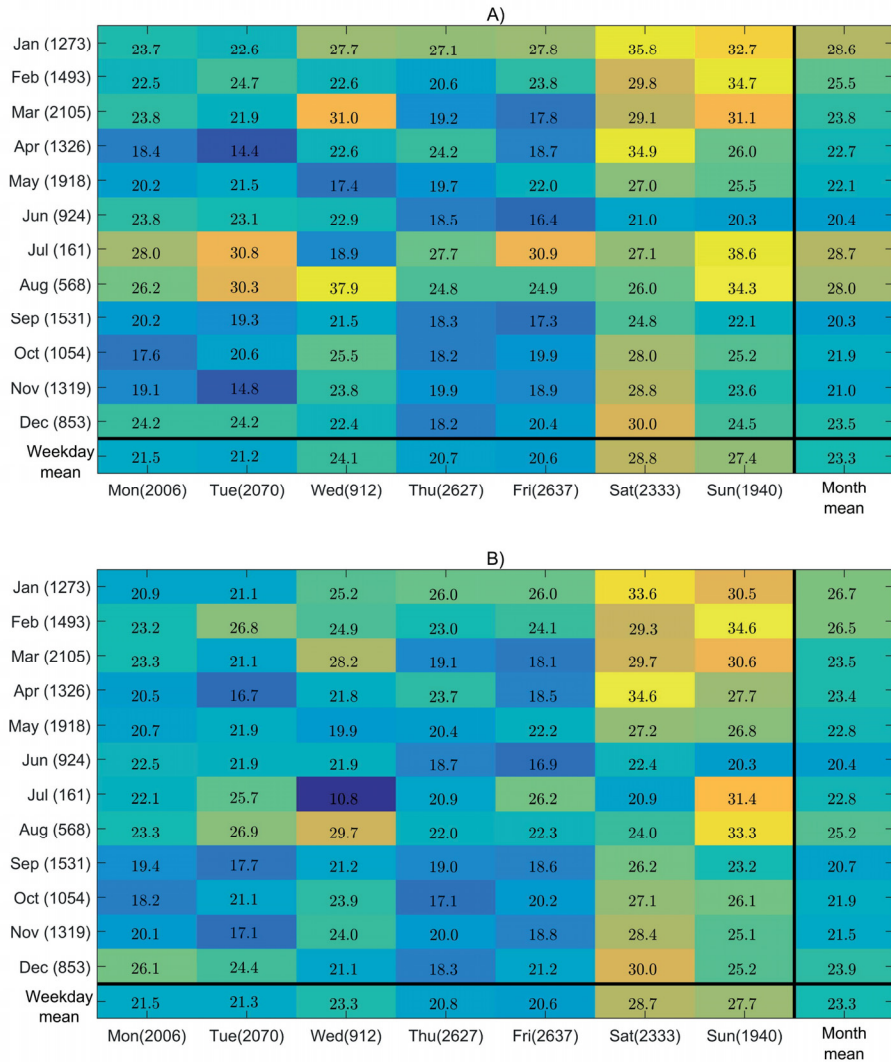 A)
Jan (1273) 23.7 22.6 27.7 27.1 27.8 35.8 32.7 28.6
Feb (1493) 22.5 24.7 22.6 20.6 23.8 29.8 34.7 25.5
Mar (2105) 23.8 21.9 31.0 19.2 17.8 29.1 31.1 23.8
Apr (1326) 18.4 14.4 22.6 24.2 18.7 34.9 26.0 22.7
May (1918) 20.2 21.5 17.4 19.7 22.0 27.0 25.5 22.1
Jun (924) 23.8 23.1 22.9 18.5 16.4 21.0 20.3 20.4
Jul (161) 28.0 30.8 18.9 27.7 30.9 27.1 38.6 28.7
Aug (568) 26.2 30.3 37.9 24.8 24.9 26.0 34.3 28.0
Sep (1531) 20.2 19.3 21.5 18.3 17.3 24.8 22.1 20.3
Oct (1054) 17.6 20.6 25.5 18.2 19.9 28.0 25.2 21.9
Nov (1319) 19.1 14.8 23.8 19.9 18.9 28.8 23.6 21.0
Dec (853) 24.2 24.2 22.4 18.2 20.4 30.0 24.5 23.5
Weekday mean 21.5 21.2 24.1 20.7 20.6 28.8 27.4 23.3
Mon(2006) Tue(2070) Wed(912) Thu(2627) Fri(2637) Sat(2333) Sun(1940) Month mean
B)
Jan (1273) 20.9 21.1 25.2 26.0 26.0 33.6 30.5 26.7
Feb (1493) 23.2 26.8 24.9 23.0 24.1 29.3 34.6 26.5
Mar (2105) 23.3 21.1 28.2 19.1 18.1 29.7 30.6 23.5
Apr (1326) 20.5 16.7 21.8 23.7 18.5 34.6 27.7 23.4
May (1918) 20.7 21.9 19.9 20.4 22.2 27.2 26.8 22.8
Jun (924) 22.5 21.9 21.9 18.7 16.9 22.4 20.3 20.4
Jul (161) 22.1 25.7 10.8 20.9 26.2 20.9 31.4 22.8
Aug (568) 23.3 26.9 29.7 22.0 22.3 24.0 33.3 25.2
Sep (1531) 19.4 17.7 21.2 19.0 18.6 26.2 23.2 20.7
Oct (1054) 18.2 21.1 23.9 17.1 20.2 27.1 26.1 21.9
Nov (1319) 20.1 17.1 24.0 20.0 18.8 28.4 25.1 21.5
Dec (853) 26.1 24.4 21.1 18.3 21.2 30.0 25.2 23.9
Weekday mean 21.5 21.3 23.3 20.8 20.6 28.7 27.7 23.3
Mon(2006) Tue(2070) Wed(912) Thu(2627) Fri(2637) Sat(2333) Sun(1940) Month mean